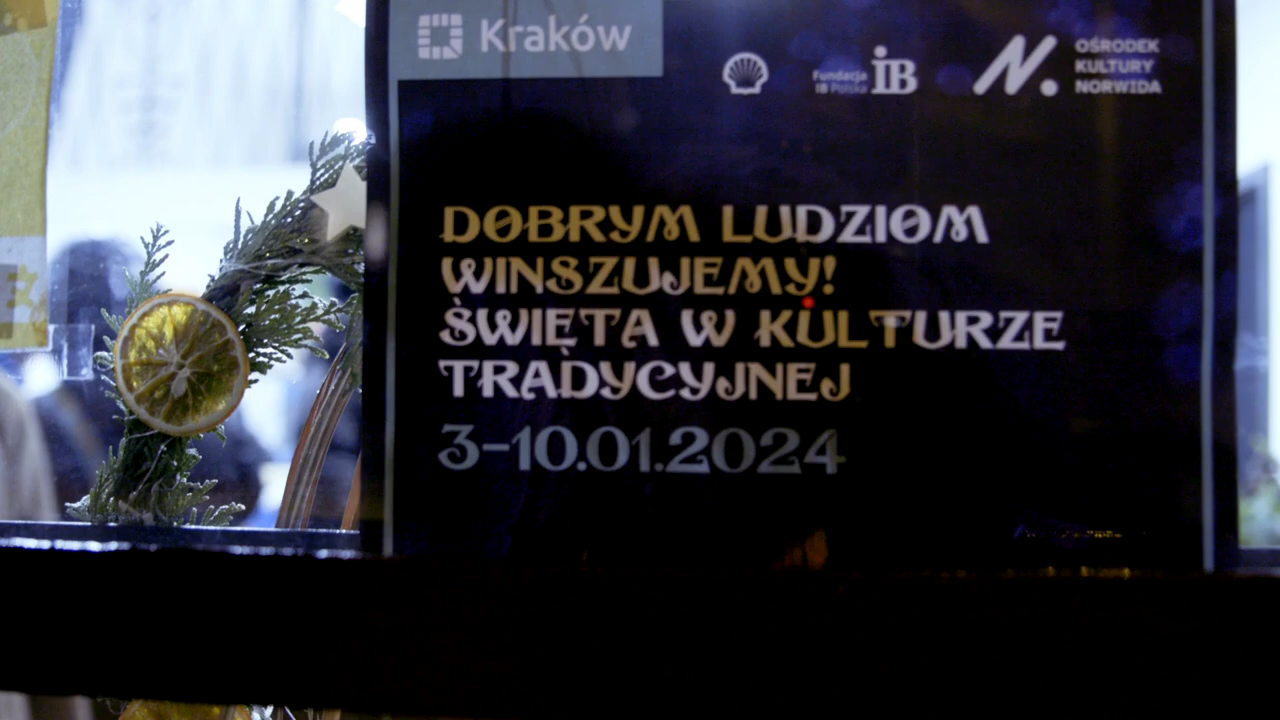 Kraków
Fundacja
IB Polska
iB
N.
OŚRODEK
KULTURY
NORWIDA
DOBRYM LUDZIOM
WINSZUJEMY!
ŚWIĘTA W KULTURZE
TRADYCYJNEJ
3-10.01.2024